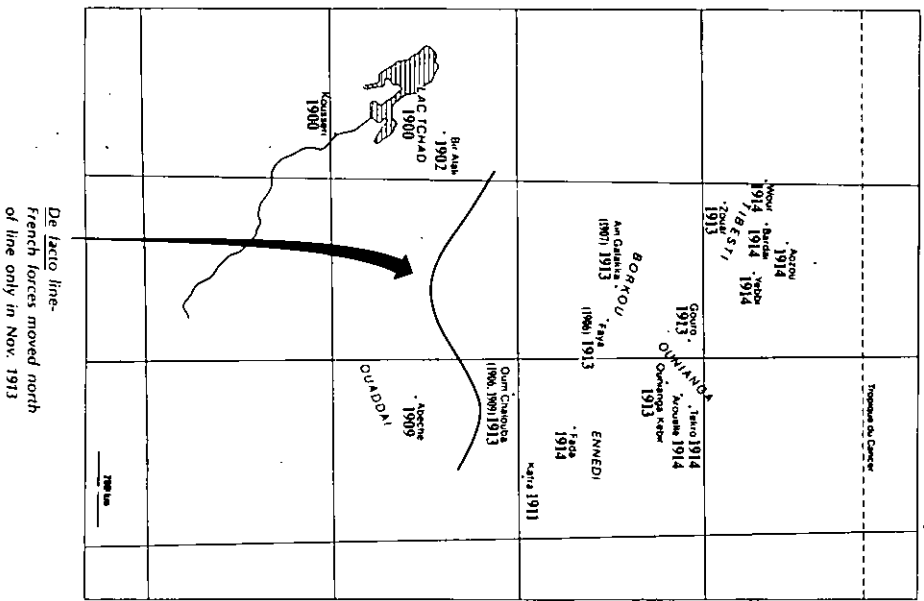 Tropique du Cancer
Aozou
1914
Wour
1914
Bardai
1914
Yebbi
1914
TIBESTI
Zouar
1913
Gouro
1913
OUNIANGA
Tekro 1914
Arouelle 1914
Ounianga Kebir
1913
BORKOU
Ain Galakka
(1907) 1913
Faya
(1906) 1913
ENNEDI
Fada
1914
Kafra 1911
Oum Chalouba
(1906, 1909) 1913
Bir Alali
1902
LAC TCHAD
1900
Kousseri
1900
Abeche
1909
OUADDAI
De facto line-
French forces moved north
of line only in Nov. 1913